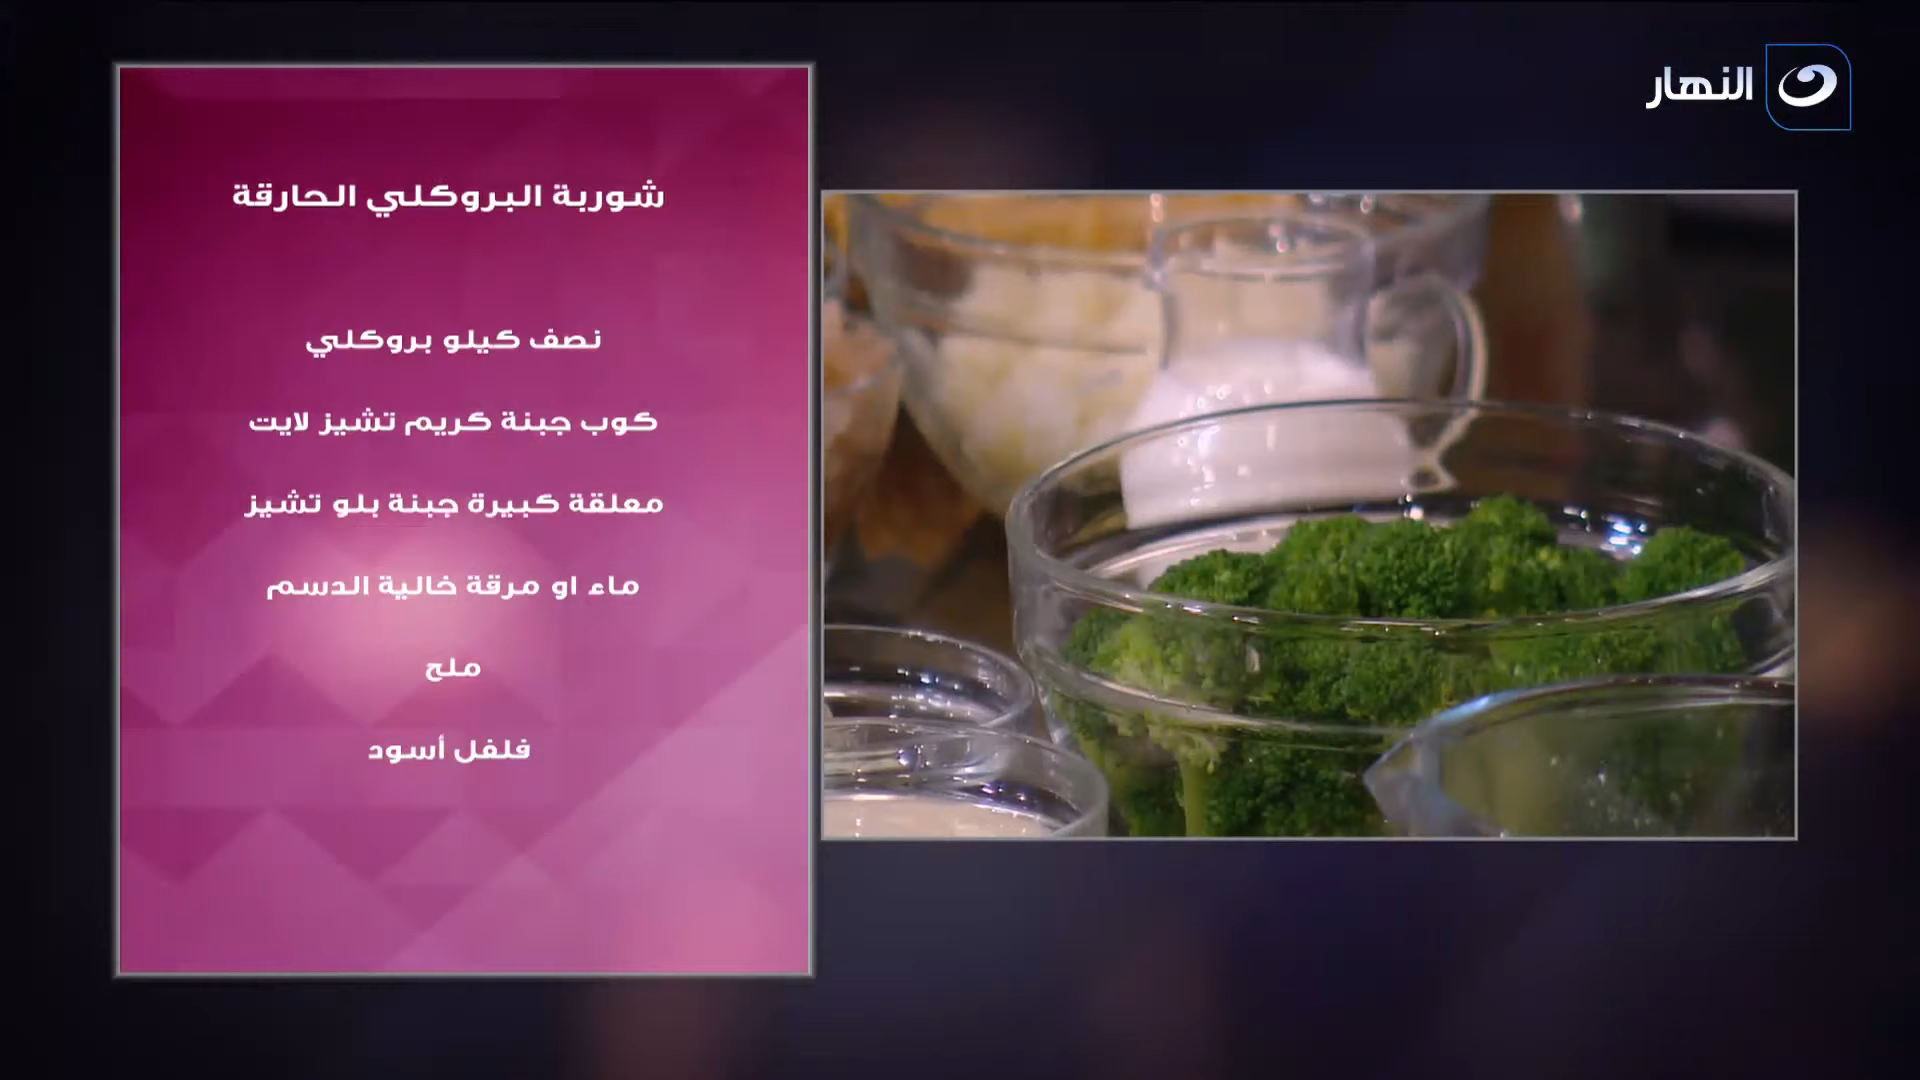 النهار
شوربة البروكلي الحارقة
نصف كيلو بروكلي
كوب جبنة كريم تشيز لايت
معلقة كبيرة جبنة بلو تشيز
ماء او مرقة خالية الدسم
ملح
فلفل أسود